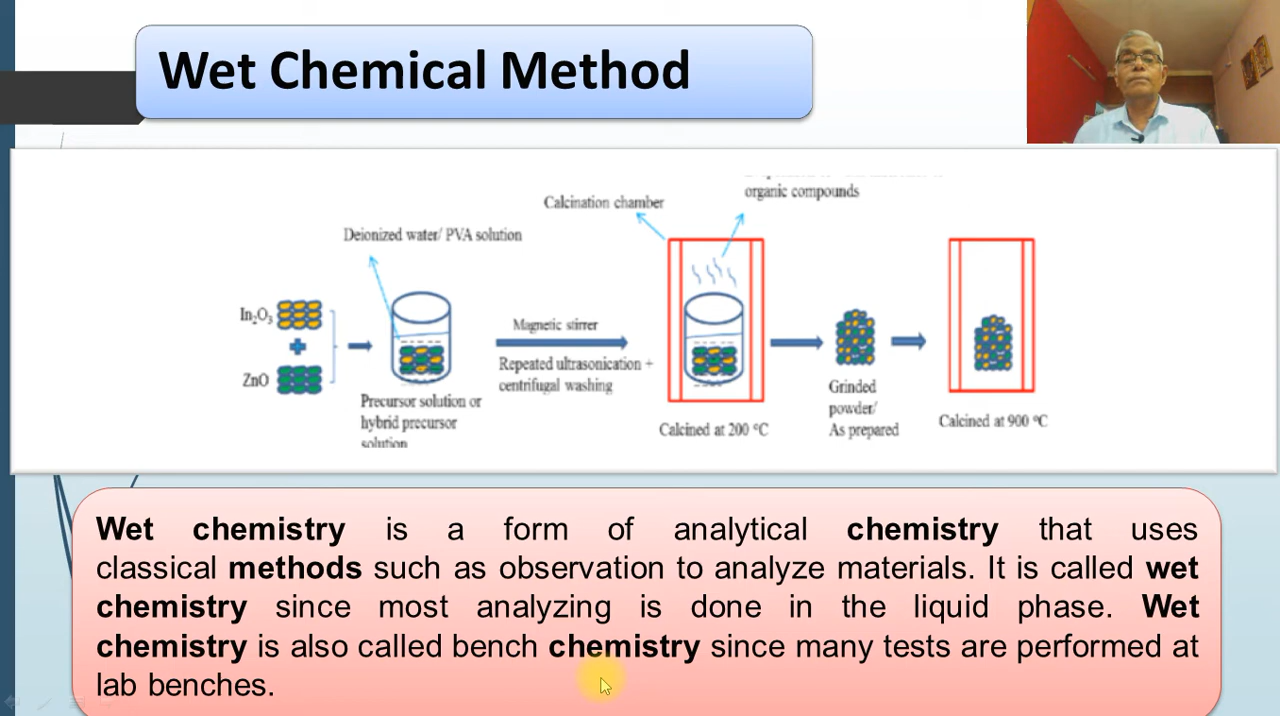 Wet Chemical Method
organic compounds
Calcination chamber
Deionized water/ PVA solution
In₂O₃
ZnO
Magnetic stirrer
Repeated ultrasonication +
centrifugal washing
Precursor solution or
hybrid precursor
solution
Calcined at 200 °C
Grinded
powder/
As prepared
Calcined at 900 °C
Wet chemistry is a form of analytical chemistry that uses
classical methods such as observation to analyze materials. It is called wet
chemistry since most analyzing is done in the liquid phase. Wet
chemistry is also called bench chemistry since many tests are performed at
lab benches.